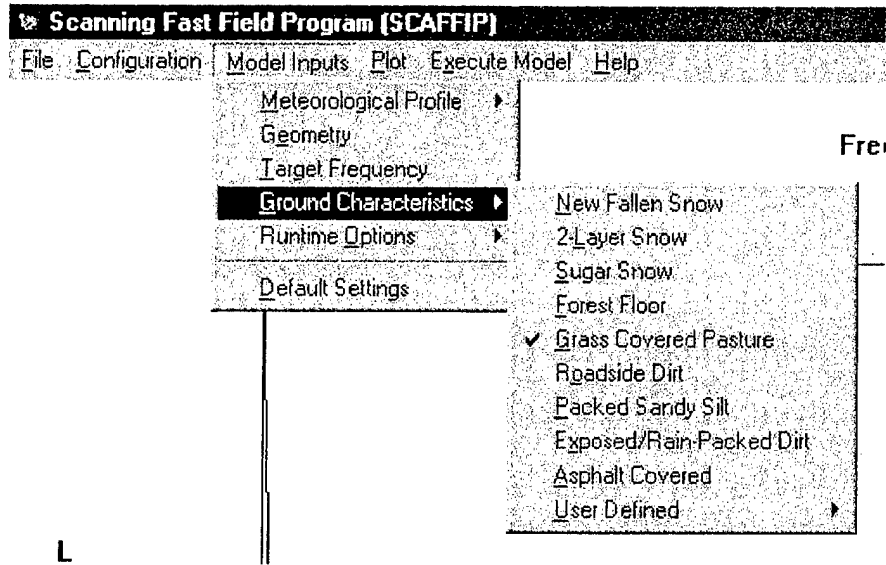 Scanning Fast Field Program (SCAFFIP)
File Configuration Model Inputs Plot Execute Model Help
Meteorological Profile
Geometry
Target Frequency
Ground Characteristics
Runtime Options
Default Settings
New Fallen Snow
2-Layer Snow
Sugar Snow
Forest Floor
Grass Covered Pasture
Roadside Dirt
Packed Sandy Silt
Exposed/Rain-Packed Dirt
Asphalt Covered
User Defined
L